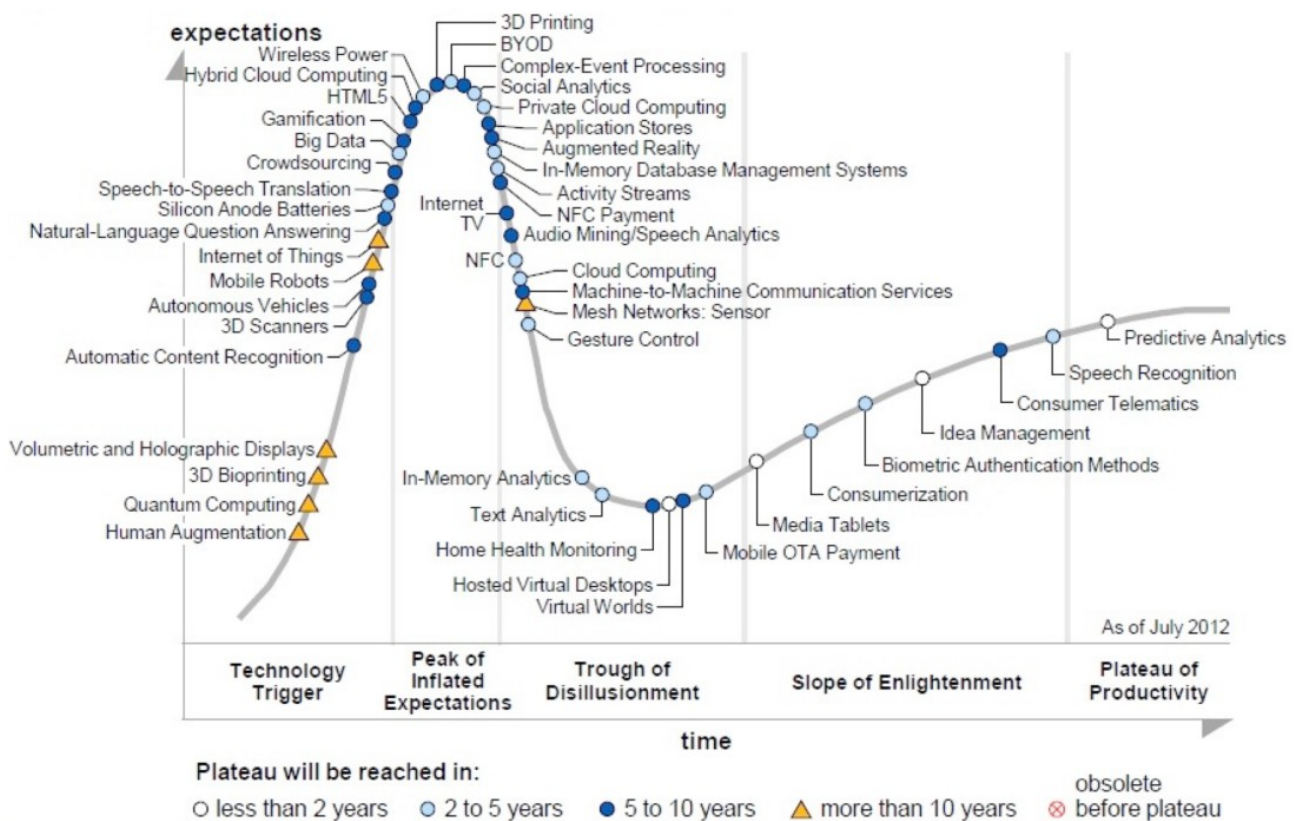 expectations
3D Printing
BYOD
Wireless Power
Complex-Event Processing
Hybrid Cloud Computing
Social Analytics
HTML5
Private Cloud Computing
Gamification
Application Stores
Big Data
Augmented Reality
Crowdsourcing
In-Memory Database Management Systems
Speech-to-Speech Translation
Activity Streams
Silicon Anode Batteries
Internet
TV
NFC Payment
Natural-Language Question Answering
Audio Mining/Speech Analytics
Internet of Things
NFC
Mobile Robots
Cloud Computing
Autonomous Vehicles
Machine-to-Machine Communication Services
3D Scanners
Mesh Networks: Sensor
Automatic Content Recognition
Gesture Control
Predictive Analytics
Speech Recognition
Consumer Telematics
Idea Management
Volumetric and Holographic Displays
Biometric Authentication Methods
3D Bioprinting
In-Memory Analytics
Consumerization
Quantum Computing
Text Analytics
Media Tablets
Human Augmentation
Home Health Monitoring
Mobile OTA Payment
Hosted Virtual Desktops
Virtual Worlds
As of July 2012
Technology
Trigger
Peak of
Inflated
Expectations
Trough of
Disillusionment
Slope of Enlightenment
Plateau of
Productivity
time
Plateau will be reached in:
less than 2 years
2 to 5 years
5 to 10 years
more than 10 years
obsolete
before plateau